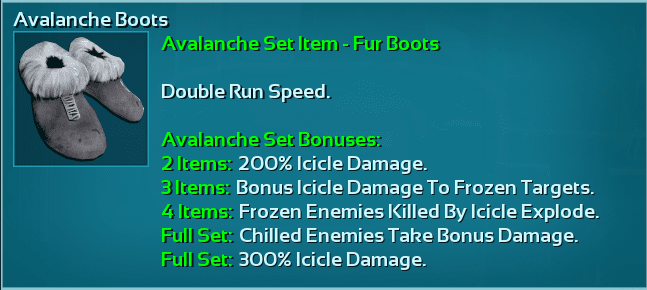 Avalanche Boots
Avalanche Set Item - Fur Boots
Double Run Speed.
Avalanche Set Bonuses:
2 Items: 200% Icicle Damage.
3 Items: Bonus Icicle Damage To Frozen Targets.
4 Items: Frozen Enemies Killed By Icicle Explode.
Full Set: Chilled Enemies Take Bonus Damage.
Full Set: 300% Icicle Damage.